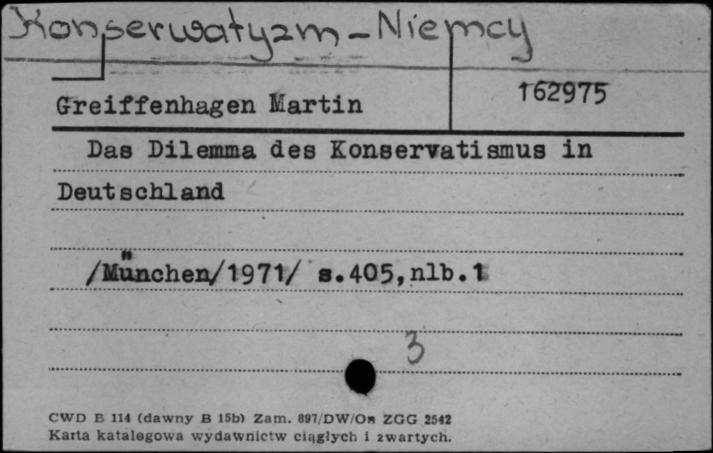 Konserwatyzm - Niemcy
Greiffenhagen Martin
162975
Das Dilemma des Konservatismus in
Deutschland
/München/1971/ s.405,nlb.1
3
CWD E 114 (dawny B 15b) Zam. 897/DW/Om ZGG 2542
Karta katalogowa wydawnictw ciągłych i zwartych.